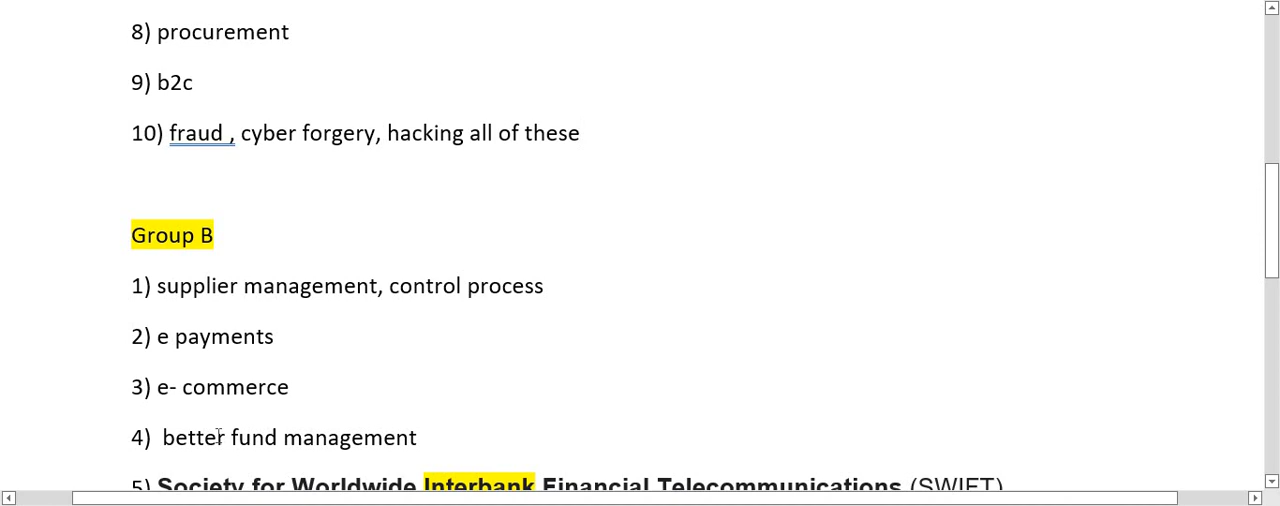 8) procurement
9) b2c
10) fraud , cyber forgery, hacking all of these
Group B
1) supplier management, control process
2) e payments
3) e- commerce
4)  better fund management
5) Society for Worldwide Interbank Financial Telecommunications (SWIFT)